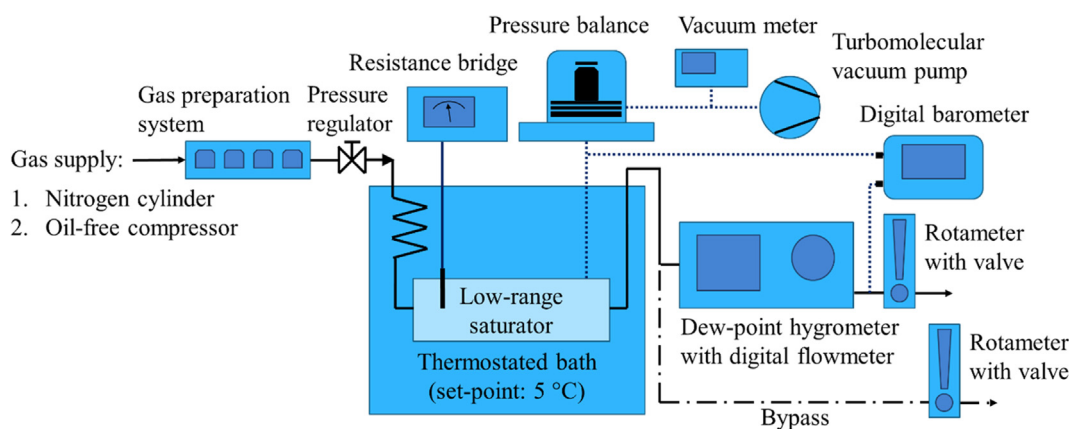 Pressure balance
Vacuum meter
Turbomolecular
vacuum pump
Resistance bridge
Gas preparation
system
Pressure
regulator
Digital barometer
Gas supply:
1. Nitrogen cylinder
2. Oil-free compressor
Rotameter
with valve
Low-range
saturator
Dew-point hygrometer
with digital flowmeter
Thermostated bath
(set-point: 5 °C)
Rotameter
with valve
Bypass